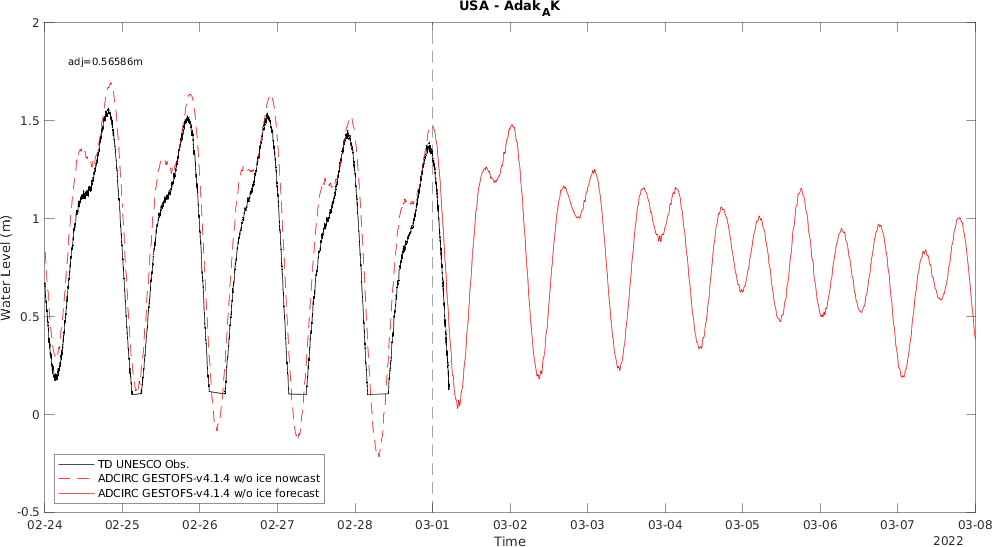 USA - Adak_AK
adj=0.56586m
2
1.5
1
0.5
0
-0.5
Water Level (m)
TD UNESCO Obs.
ADCIRC GESTOFS-v4.1.4 w/o ice nowcast
ADCIRC GESTOFS-v4.1.4 w/o ice forecast
02-24 02-25 02-26 02-27 02-28 03-01 03-02 03-03 03-04 03-05 03-06 03-07 03-08
Time
2022